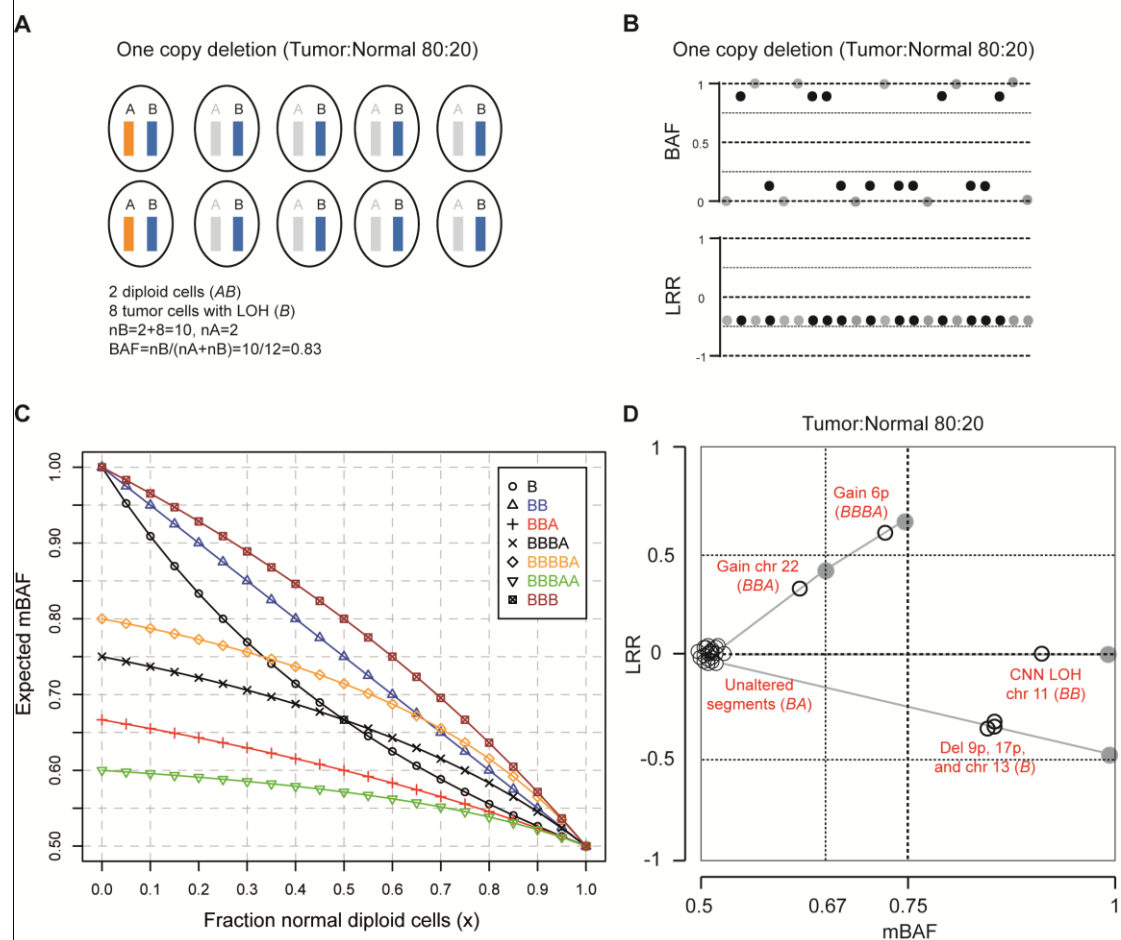 A
One copy deletion (Tumor:Normal 80:20)
A B A B A B A B A B
A B A B A B A B A B
2 diploid cells (AB)
8 tumor cells with LOH (B)
nB=2+8=10, nA=2
BAF=nB/(nA+nB)=10/12=0.83
B
One copy deletion (Tumor:Normal 80:20)
BAF
1
0.5
0
LRR
1
0
-1
C
Expected mBAF
1.00
0.90
0.80
0.70
0.60
0.50
B
BB
BBA
BBBA
BBBBA
BBBAA
BBB
0.0 0.1 0.2 0.3 0.4 0.5 0.6 0.7 0.8 0.9 1.0
Fraction normal diploid cells (x)
D
Tumor:Normal 80:20
LRR
1
0.5
0
-0.5
-1
Gain 6p
(BBBA)
Gain chr 22
(BBA)
Unaltered
segments (BA)
CNN LOH
chr 11 (BB)
Del 9p, 17p,
and chr 13 (B)
0.5 0.67 0.75 1
mBAF